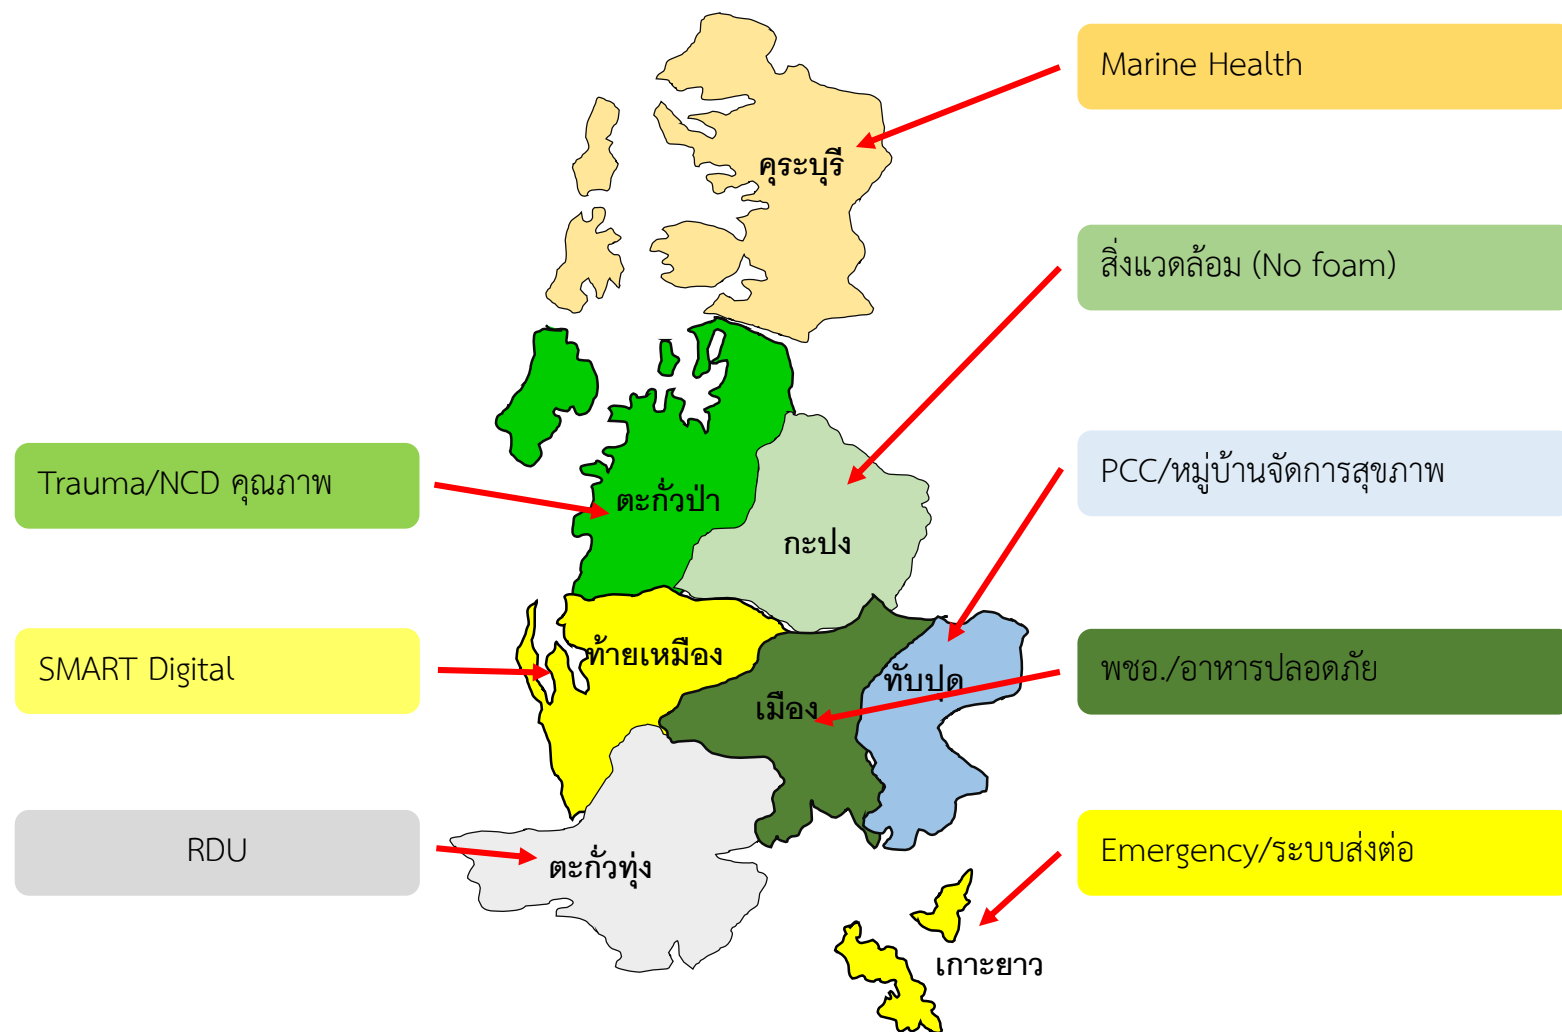 Marine Health
คุระบุรี
สิ่งแวดล้อม (No foam)
Trauma/NCD คุณภาพ
ตะกั่วป่า
PCC/หมู่บ้านจัดการสุขภาพ
กะปง
SMART Digital
ท้ายเหมือง
ทับปุด
พชอ./อาหารปลอดภัย
เมือง
RDU
ตะกั่วทุ่ง
Emergency/ระบบส่งต่อ
เกาะยาว